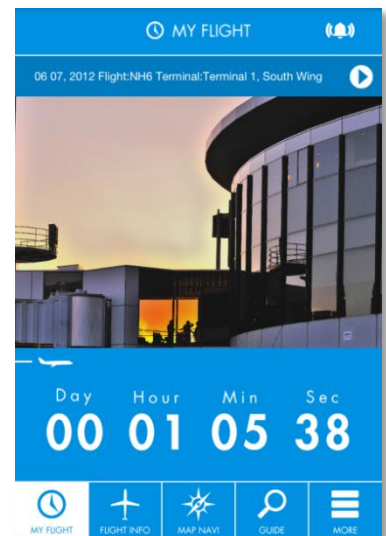 MY FLIGHT
06 07, 2012 Flight:NH6 Terminal:Terminal 1, South Wing
Day Hour Min Sec
00 01 05 38
MY FLIGHT FLIGHT INFO MAP NAVI GUIDE MORE